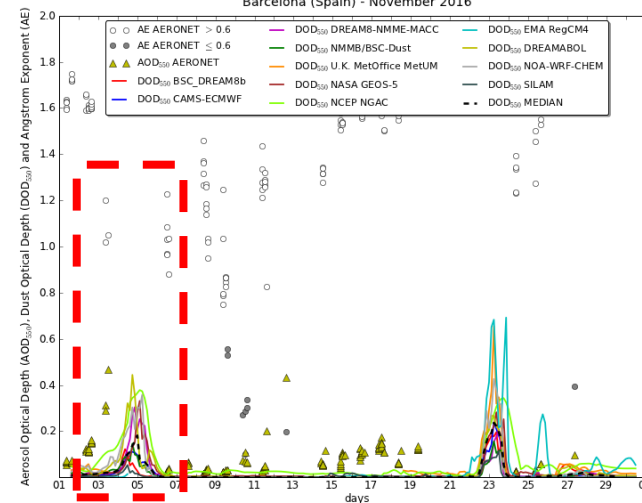 Barcelona (Spain) - November 2016
Aerosol Optical Depth (AOD550), Dust Optical Depth (DOD550) and Angstrom Exponent (AE)
AE AERONET > 0.6
AE AERONET ≤ 0.6
AOD550 AERONET
DOD550 BSC_DREAM8b
DOD550 CAMS-ECMWF
DOD550 DREAM8-NMME-MACC
DOD550 NMMB/BSC-Dust
DOD550 U.K. MetOffice MetUM
DOD550 NASA GEOS-5
DOD550 NCEP NGAC
DOD550 EMA RegCM4
DOD550 DREAMABOL
DOD550 NOA-WRF-CHEM
DOD550 SILAM
DOD550 MEDIAN
2.0
1.8
1.6
1.4
1.2
1.0
0.8
0.6
0.4
0.2
01 03 05 07 09 11 13 15 17 19 21 23 25 27 29
days